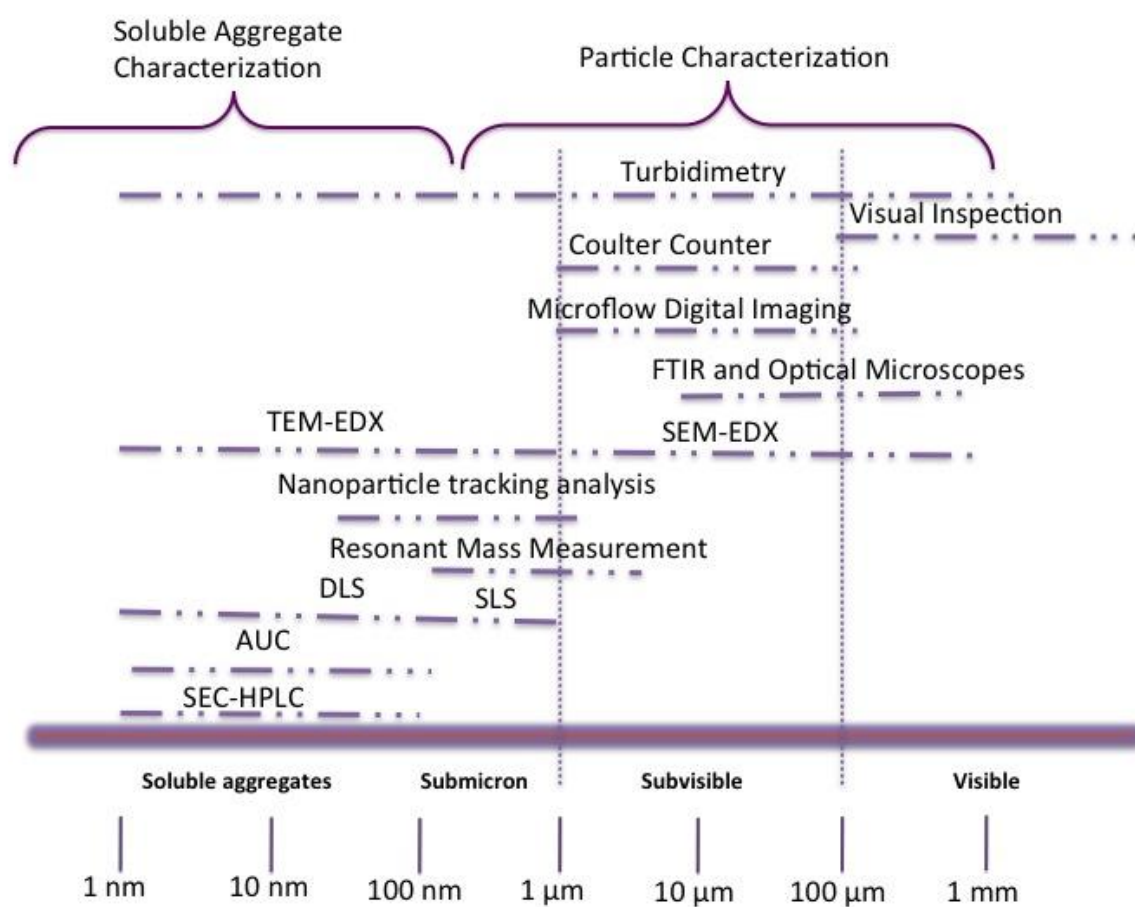 Soluble Aggregate
Characterization
Particle Characterization
Turbidimetry
Visual Inspection
Coulter Counter
Microflow Digital Imaging
FTIR and Optical Microscopes
TEM-EDX
SEM-EDX
Nanoparticle tracking analysis
Resonant Mass Measurement
DLS
SLS
AUC
SEC-HPLC
Soluble aggregates Submicron Subvisible Visible
1 nm 10 nm 100 nm 1 µm 10 µm 100 µm 1 mm